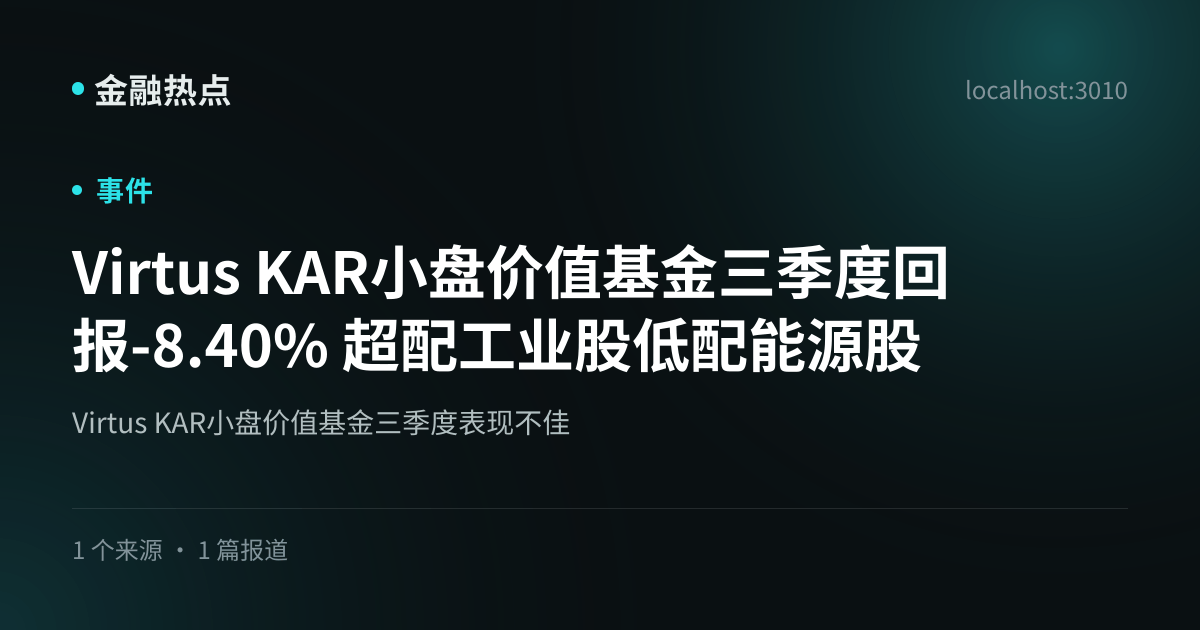 金融热点
localhost:3010
事件
Virtus KAR小盘价值基金三季度回
报-8.40% 超配工业股低配能源股
Virtus KAR小盘价值基金三季度表现不佳
1 个来源 · 1 篇报道